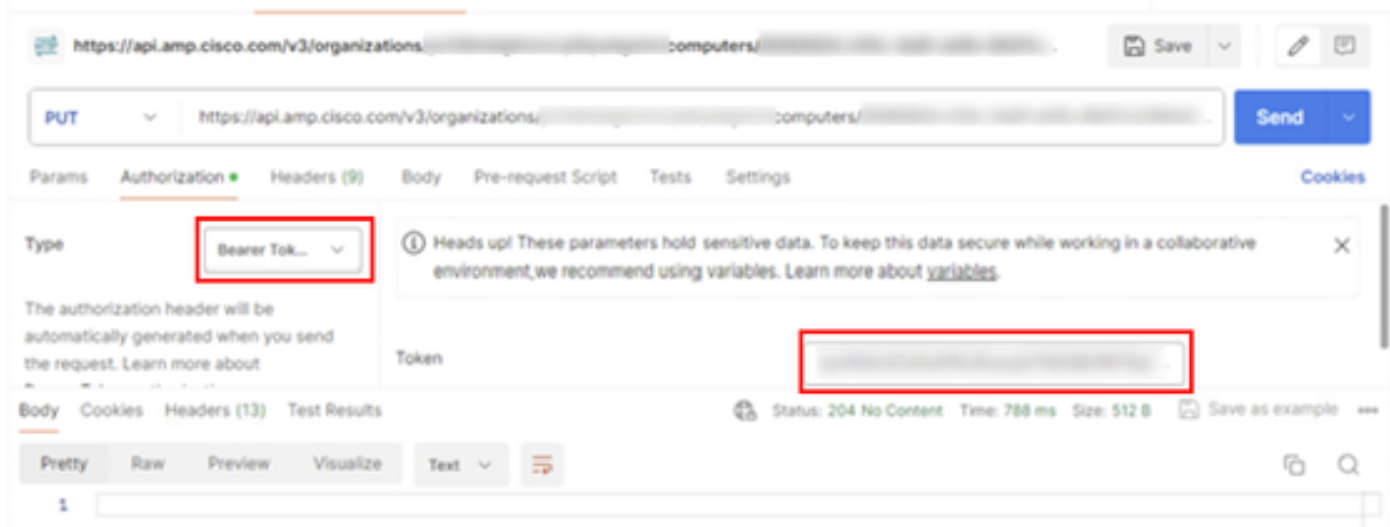 https://api.amp.cisco.com/v3/organizations computers/ Save
PUT https://api.amp.cisco.com/v3/organizations computers/ Send
Params Authorization Headers (9) Body Pre-request Script Tests Settings Cookies
Type Bearer Tok... Heads up! These parameters hold sensitive data. To keep this data secure while working in a collaborative
environment,we recommend using variables. Learn more about variables.
The authorization header will be
automatically generated when you send
the request. Learn more about
Token
Body Cookies Headers (13) Test Results Status: 204 No Content Time: 788 ms Size: 512 B Save as example
Pretty Raw Preview Visualize Text
1